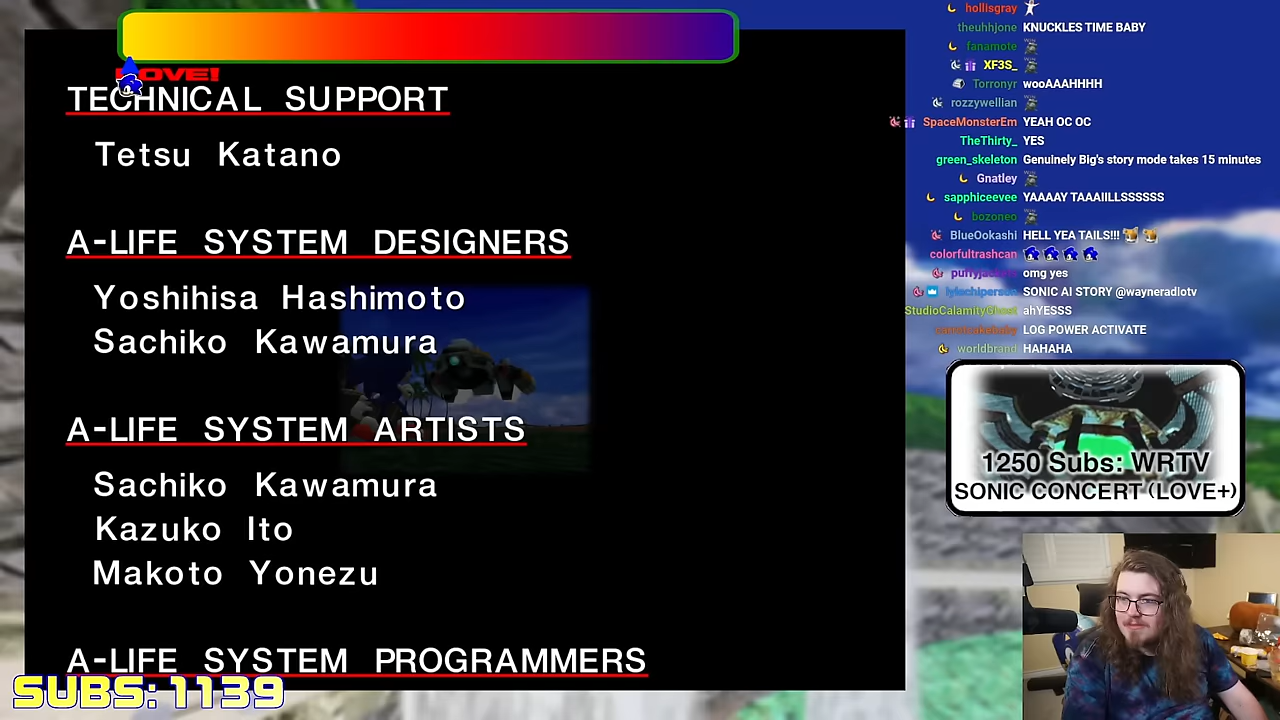 LOVE!
TECHNICAL SUPPORT
Tetsu Katano
A-LIFE SYSTEM DESIGNERS
Yoshihisa Hashimoto
Sachiko Kawamura
A-LIFE SYSTEM ARTISTS
Sachiko Kawamura
Kazuko Ito
Makoto Yonezu
A-LIFE SYSTEM PROGRAMMERS
SUBS: 1139
hollisgray
theuhhjone KNUCKLES TIME BABY
fanamote
XF3S_
Torronyr wooAAAHHHH
rozzywellian
SpaceMonsterEm YEAH OC OC
TheThirty_ YES
green_skeleton Genuinely Big's story mode takes 15 minutes
Gnatley
sapphiceevee YAAAAY TAAAIILLSSSSSS
bozoneo
BlueOokashi HELL YEA TAILS!!!
colorfultrashcan
omg yes
SONIC AI STORY @wayneradiotv
StudioCalamityGhost ahYESSS
LOG POWER ACTIVATE
worldbrand HAHAHA
1250 Subs: WRTV
SONIC CONCERT (LOVE+)